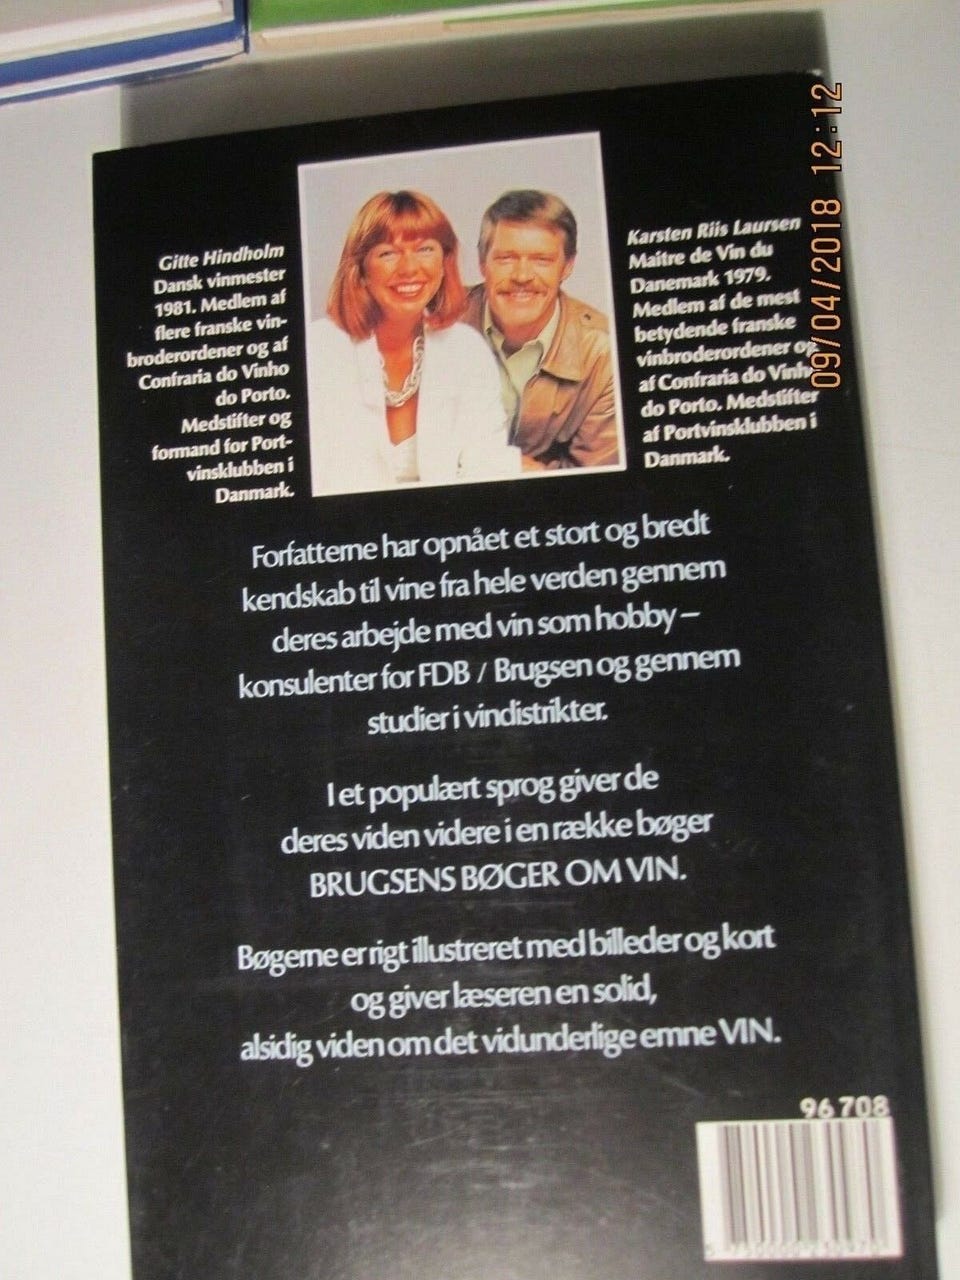 Gitte Hindholm
Dansk vinmester
1981. Medlem af
flere franske vin-
broderordener og af
Confraria do Vinho
do Porto.
Medstifter og
formand for Port-
vinsklubben i
Danmark.
Karsten Riis Laursen
Maitre de Vin du
Danemark 1979.
Medlem af de mest
betydende franske
vinbroderordener og
af Confraria do Vinho
do Porto. Medstifter
af Portvinsklubben i
Danmark.
09/04/2018 12:12
Forfatterne har opnået et stort og bredt
kendskab til vine fra hele verden gennem
deres arbejde med vin som hobby –
konsulenter for FDB / Brugsen og gennem
studier i vindistrikter.
I et populært sprog giver de
deres viden videre i en række bøger
BRUGSENS BØGER OM VIN.
Bøgerne er rigt illustreret med billeder og kort
og giver læseren en solid,
alsidig viden om det vidunderlige emne VIN.
96 708